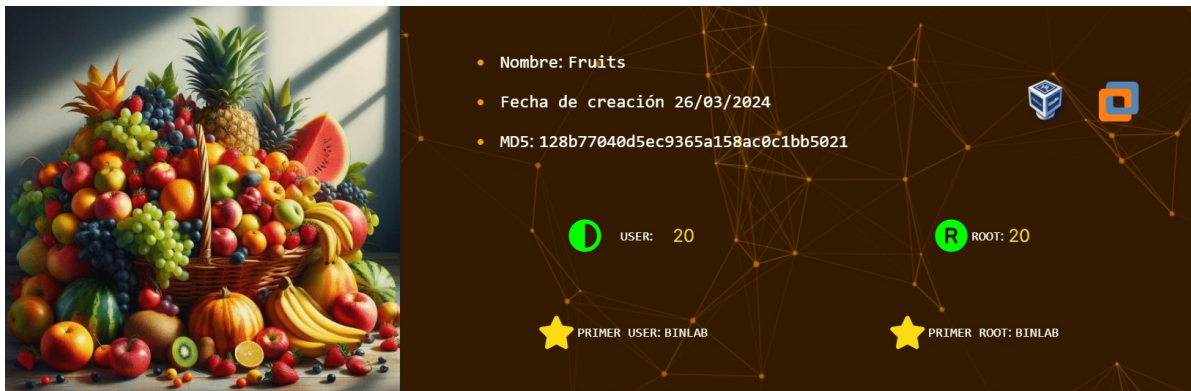 Nombre: Fruits
Fecha de creación 26/03/2024
MD5: 128b77040d5ec9365a158ac0c1bb5021
USER: 20
R ROOT: 20
PRIMER USER: BINLAB
PRIMER ROOT: BINLAB